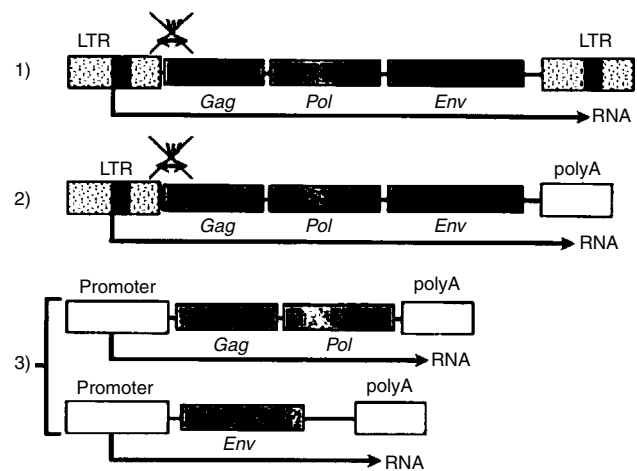 LTR LTR
1)
Gag Pol Env
RNA
LTR polyA
2)
Gag Pol Env
RNA
Promoter polyA
Gag Pol
RNA
3)
Promoter polyA
Env
RNA